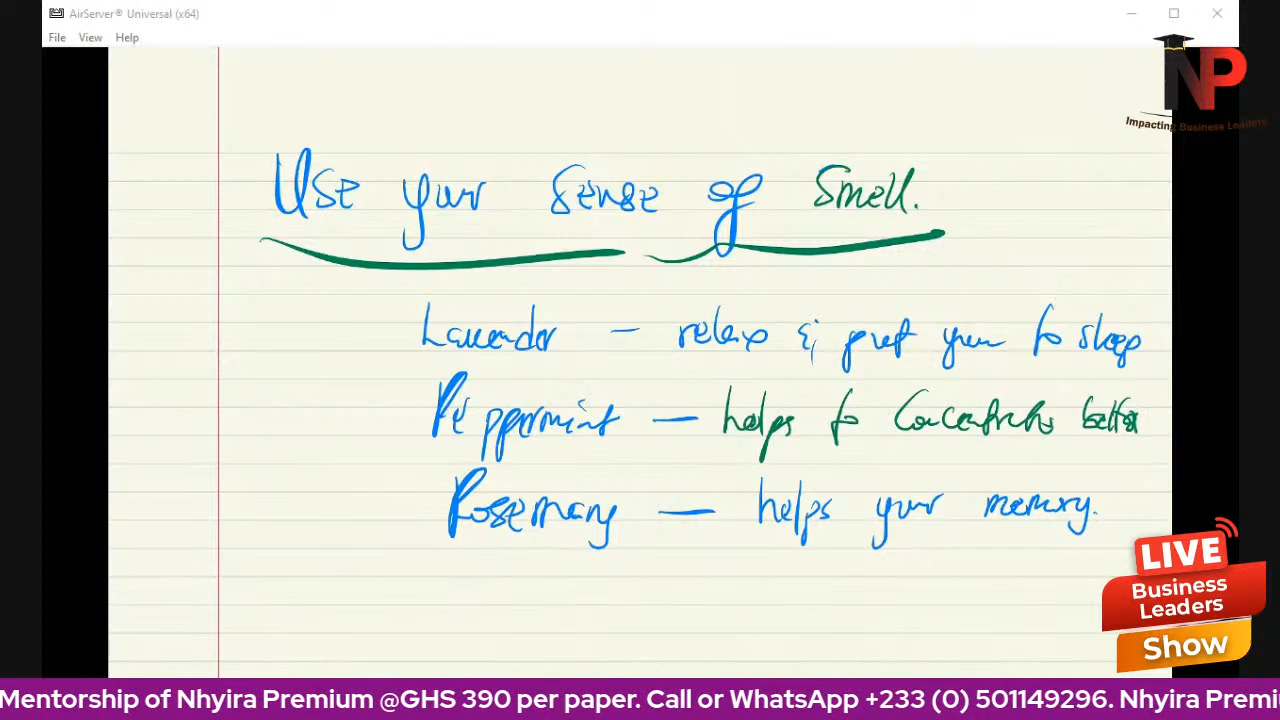 AirServer® Universal (x64)
File View Help
NP
Impacting Business Leaders
Use your sense of Smell.
Lavender - relax & put you to sleep
Peppermint - helps to Concentrate better
Rosemary - helps your memory.
LIVE
Business
Leaders
Show
Mentorship of Nhyira Premium @GHS 390 per paper. Call or WhatsApp +233 (0) 501149296. Nhyira Premi